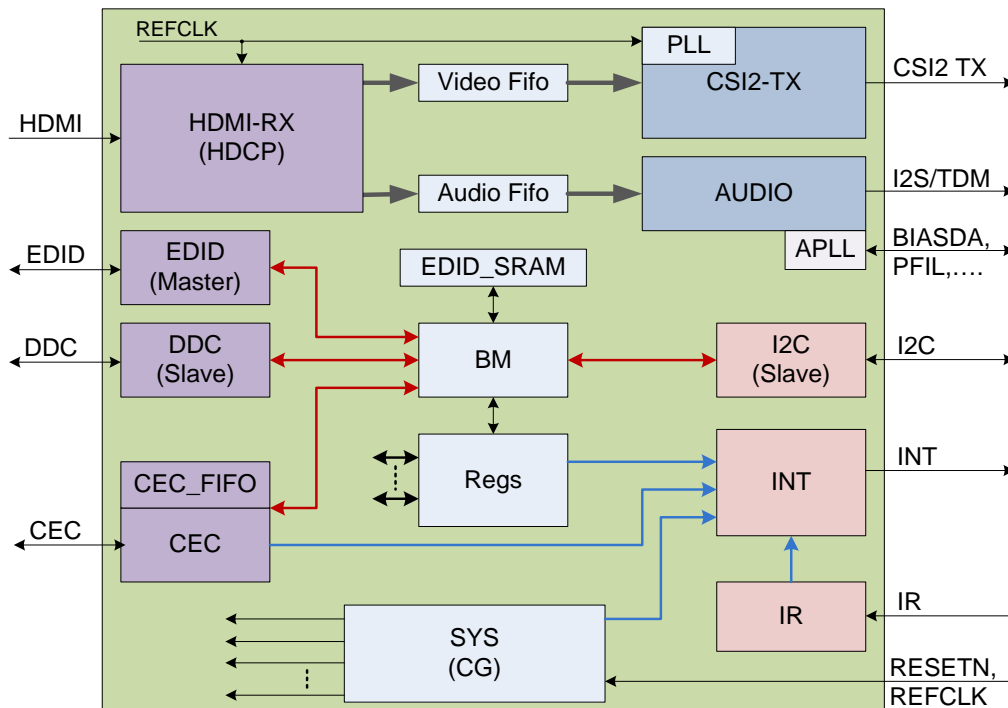 REFCLK
PLL
CSI2-TX
CSI2 TX
Video Fifo
HDMI
HDMI-RX
(HDCP)
Audio Fifo
AUDIO
I2S/TDM
APLL
BIASDA,
PFIL,....
EDID
EDID
(Master)
EDID_SRAM
DDC
DDC
(Slave)
BM
I2C
(Slave)
I2C
Regs
INT
INT
CEC_FIFO
CEC
CEC
IR
IR
SYS
(CG)
RESETN,
REFCLK